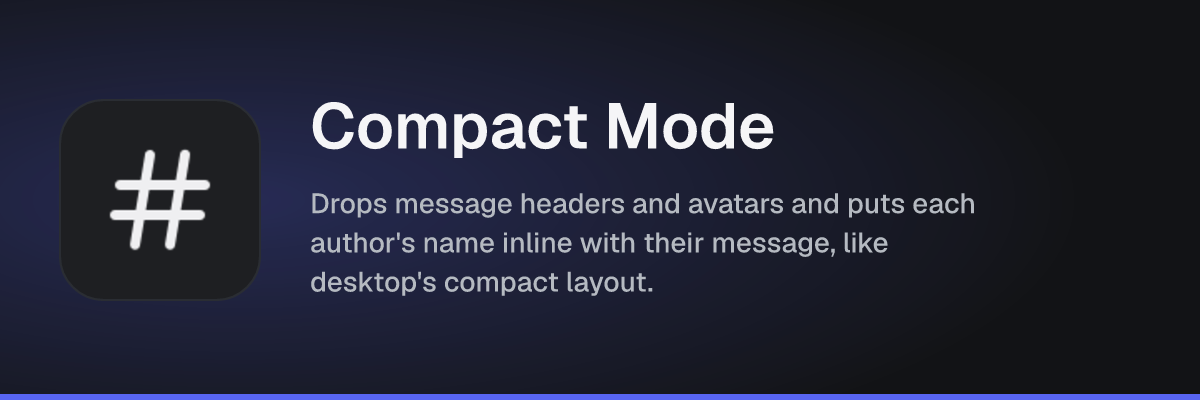 Compact Mode
Drops message headers and avatars and puts each
author's name inline with their message, like
desktop's compact layout.